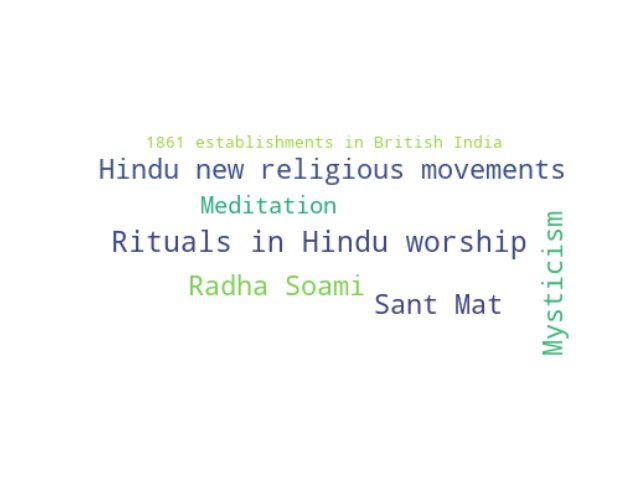 1861 establishments in British India
Hindu new religious movements
Meditation
Rituals in Hindu worship
Radha Soami
Sant Mat
Mysticism